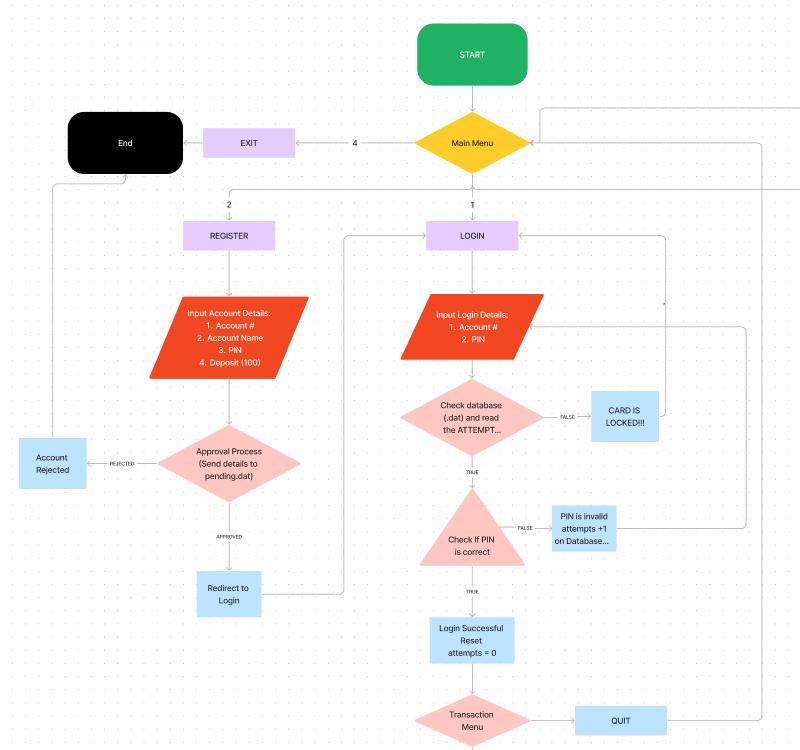 START
End
EXIT
4
Main Menu
2
1
REGISTER
LOGIN
Input Account Details:
1. Account #
2. Account Name
3. PIN
4. Deposit (100)
Input Login Details:
1. Account #
2. PIN
Check database
(.dat) and read
the ATTEMPT...
FALSE
CARD IS
LOCKED!!!
Account
Rejected
REJECTED
Approval Process
(Send details to
pending.dat)
TRUE
APPROVED
Check If PIN
is correct
FALSE
PIN is invalid
attempts +1
on Database...
Redirect to
Login
TRUE
Login Successful
Reset
attempts = 0
Transaction
Menu
QUIT